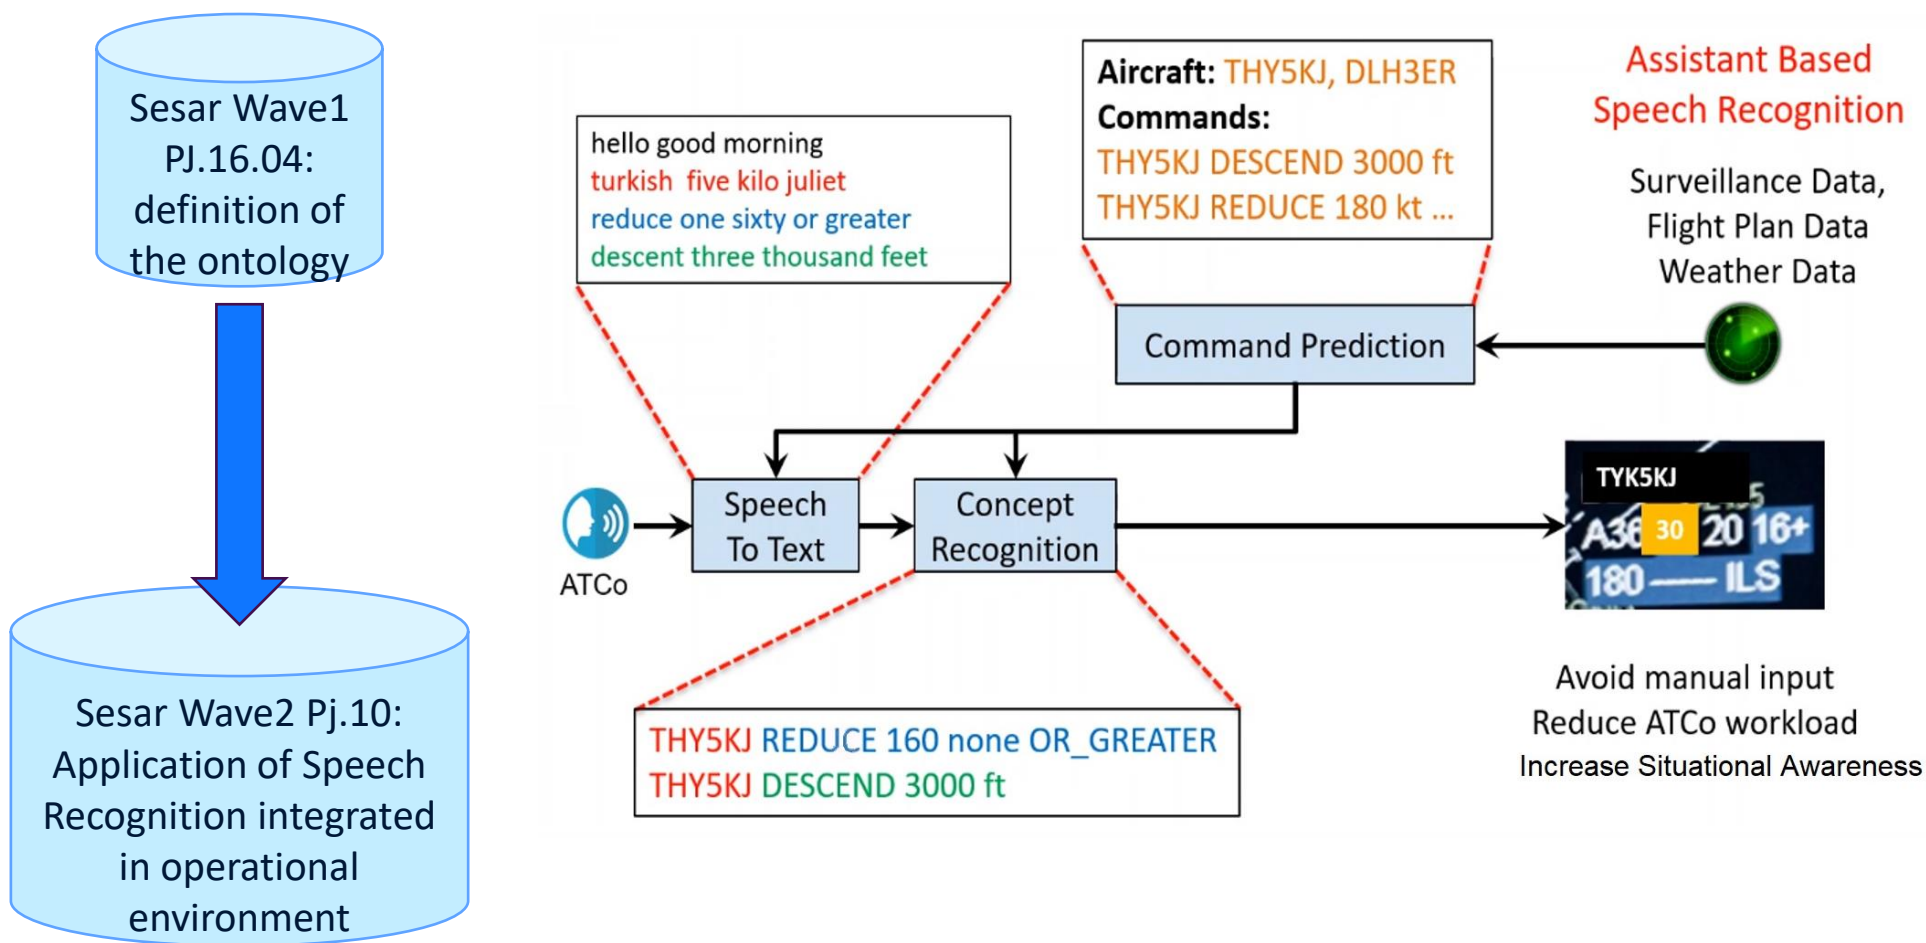 Sesar Wave1
PJ.16.04:
definition of
the ontology
Sesar Wave2 Pj.10:
Application of Speech
Recognition integrated
in operational
environment
hello good morning
turkish five kilo juliet
reduce one sixty or greater
descent three thousand feet
Aircraft: THY5KJ, DLH3ER
Commands:
THY5KJ DESCEND 3000 ft
THY5KJ REDUCE 180 kt ...
Assistant Based
Speech Recognition
Surveillance Data,
Flight Plan Data
Weather Data
Command Prediction
ATCo
Speech
To Text
Concept
Recognition
TYK5KJ
A36 30 20 16+
180 — ILS
THY5KJ REDUCE 160 none OR_GREATER
THY5KJ DESCEND 3000 ft
Avoid manual input
Reduce ATCo workload
Increase Situational Awareness